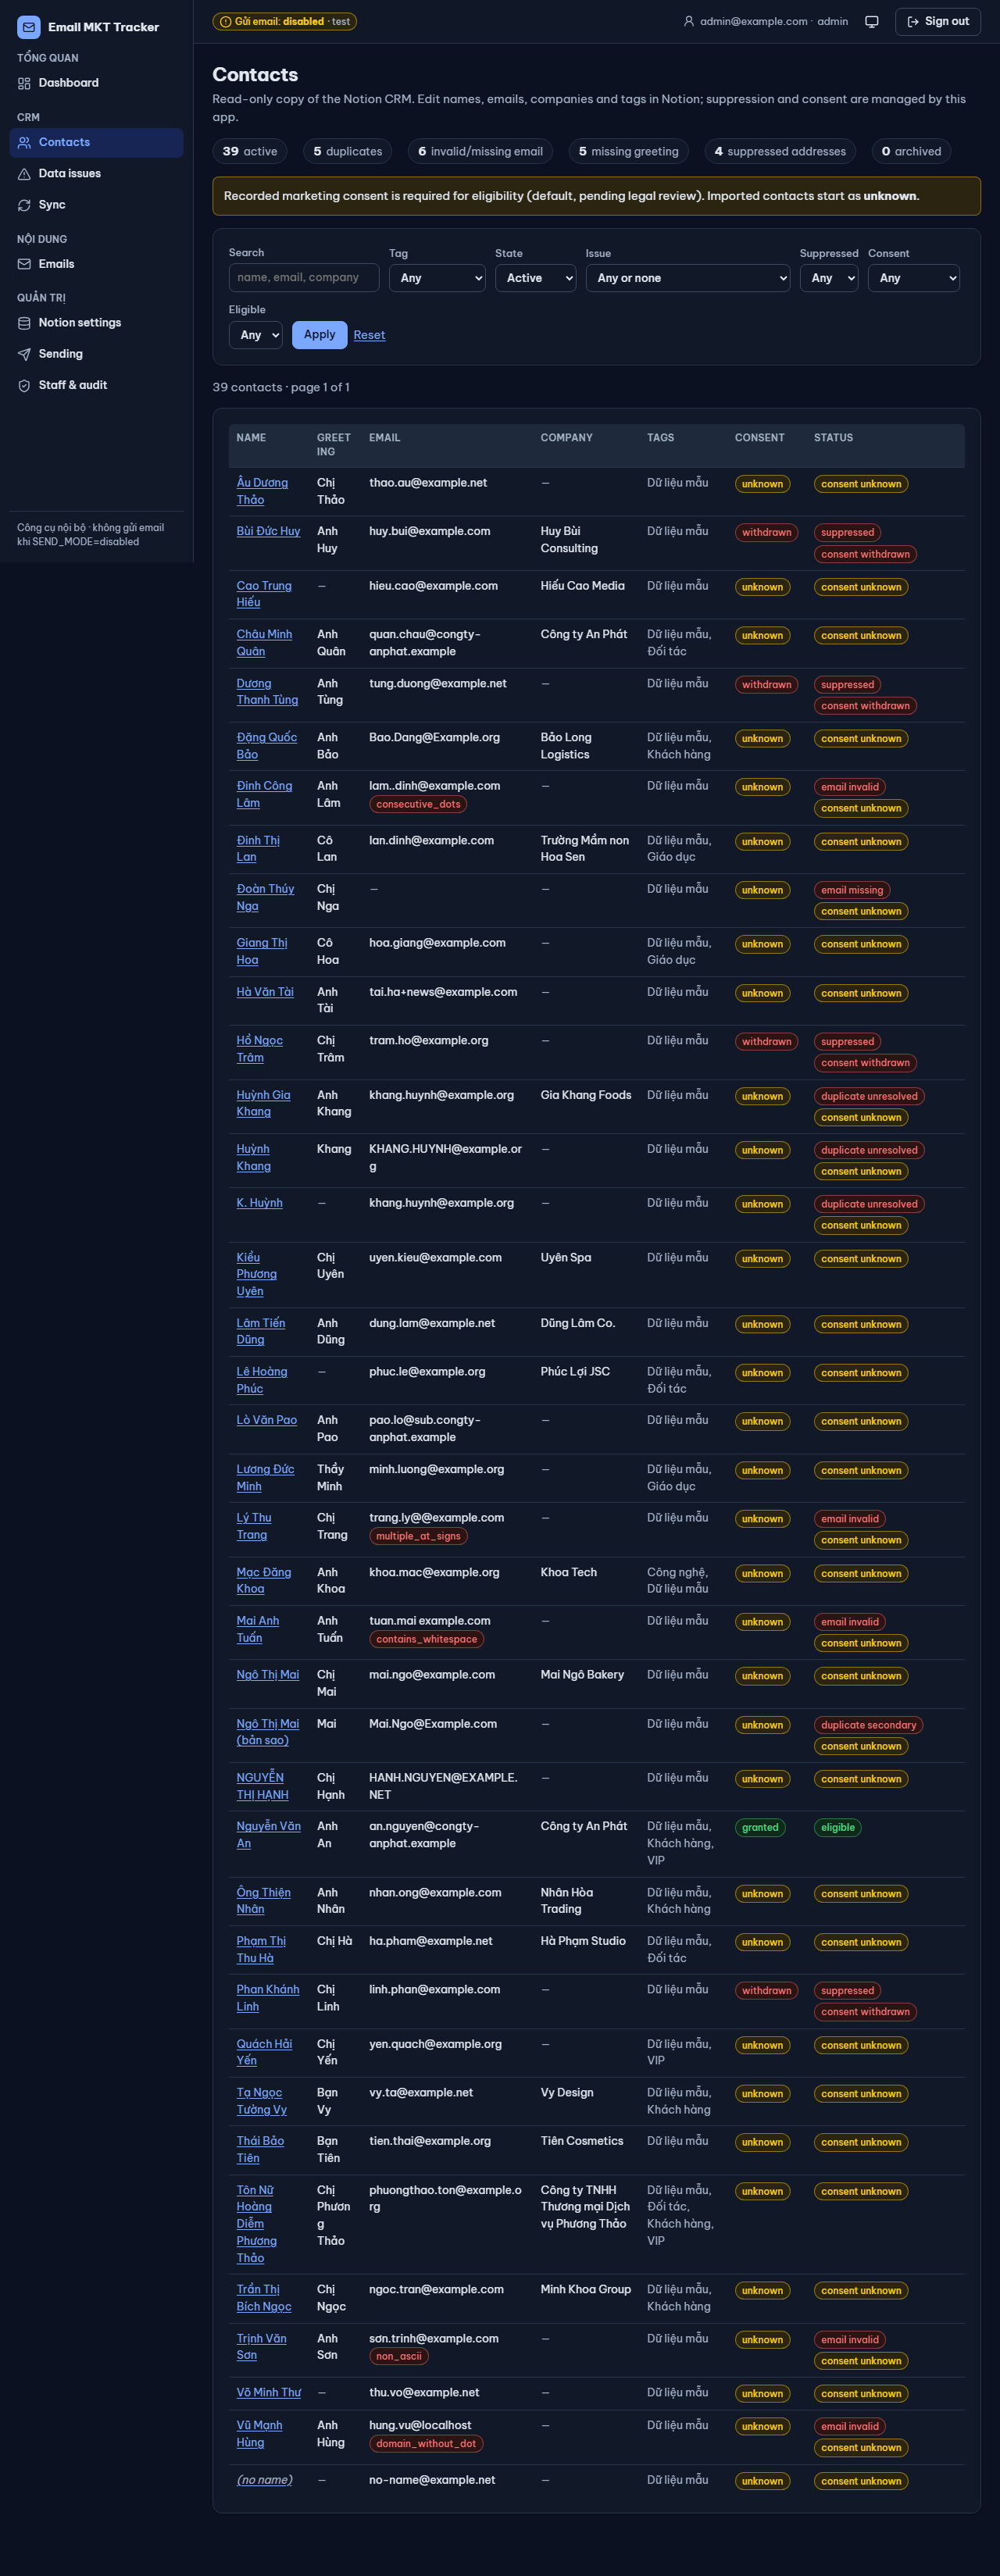 Email MKT Tracker
TỔNG QUAN
Dashboard
CRM
Contacts
Data issues
Sync
NỘI DUNG
Emails
QUẢN TRỊ
Notion settings
Sending
Staff & audit
Công cụ nội bộ · không gửi email
khi SEND_MODE=disabled
Gửi email: disabled · test
admin@example.com · admin
Sign out
Contacts
Read-only copy of the Notion CRM. Edit names, emails, companies and tags in Notion; suppression and consent are managed by this
app.
39 active
5 duplicates
6 invalid/missing email
5 missing greeting
4 suppressed addresses
0 archived
Recorded marketing consent is required for eligibility (default, pending legal review). Imported contacts start as unknown.
Search
name, email, company
Tag
Any
State
Active
Issue
Any or none
Suppressed
Any
Consent
Any
Eligible
Any
Apply
Reset
39 contacts · page 1 of 1
NAME GREET EMAIL COMPANY TAGS CONSENT STATUS
ING
Âu Dương Chị thao.au@example.net – Dữ liệu mẫu unknown consent unknown
Thảo Thảo
Bùi Đức Huy Anh huy.bui@example.com Huy Bùi Dữ liệu mẫu withdrawn suppressed
Huy Consulting consent withdrawn
Cao Trung – hieu.cao@example.com Hiếu Cao Media Dữ liệu mẫu unknown consent unknown
Hiếu
Châu Minh Anh quan.chau@congty- Công ty An Phát Dữ liệu mẫu, unknown consent unknown
Quân Quân anphat.example Đối tác
Dương Anh tung.duong@example.net – Dữ liệu mẫu withdrawn suppressed
Thanh Tùng Tùng consent withdrawn
Đặng Quốc Anh Bao.Dang@Example.org Bảo Long Dữ liệu mẫu, unknown consent unknown
Bảo Bảo Logistics Khách hàng
Đinh Công Anh lam..dinh@example.com – Dữ liệu mẫu unknown email invalid
Lâm Lâm consecutive_dots consent unknown
Đinh Thị Cô lan.dinh@example.com Trường Mầm non Dữ liệu mẫu, unknown consent unknown
Lan Lan Hoa Sen Giáo dục
Đoàn Thúy Chị – – Dữ liệu mẫu unknown email missing
Nga Nga consent unknown
Giang Thị Cô hoa.giang@example.com – Dữ liệu mẫu, unknown consent unknown
Hoa Hoa Giáo dục
Hà Văn Tài Anh tai.ha+news@example.com – Dữ liệu mẫu unknown consent unknown
Tài
Hồ Ngọc Chị tram.ho@example.org – Dữ liệu mẫu withdrawn suppressed
Trâm Trâm consent withdrawn
Huỳnh Gia Anh khang.huynh@example.org Gia Khang Foods Dữ liệu mẫu unknown duplicate unresolved
Khang Khang consent unknown
Huỳnh Khang KHANG.HUYNH@example.or – Dữ liệu mẫu unknown duplicate unresolved
Khang g consent unknown
K. Huỳnh – khang.huynh@example.org – Dữ liệu mẫu unknown duplicate unresolved
consent unknown
Kiều Chị uyen.kieu@example.com Uyên Spa Dữ liệu mẫu unknown consent unknown
Phương Uyên
Uyên
Lâm Tiến Anh dung.lam@example.net Dũng Lâm Co. Dữ liệu mẫu unknown consent unknown
Dũng Dũng
Lê Hoàng – phuc.le@example.org Phúc Lợi JSC Dữ liệu mẫu, unknown consent unknown
Phúc Đối tác
Lò Văn Pao Anh pao.lo@sub.congty- – Dữ liệu mẫu unknown consent unknown
Pao anphat.example
Lương Đức Thầy minh.luong@example.org – Dữ liệu mẫu, unknown consent unknown
Minh Minh Giáo dục
Lý Thu Chị trang.ly@@example.com – Dữ liệu mẫu unknown email invalid
Trang Trang multiple_at_signs consent unknown
Mạc Đăng Anh khoa.mac@example.org Khoa Tech Công nghệ, unknown consent unknown
Khoa Khoa Dữ liệu mẫu
Mai Anh Anh tuan.mai example.com – Dữ liệu mẫu unknown email invalid
Tuấn Tuấn contains_whitespace consent unknown
Ngô Thị Mai Chị mai.ngo@example.com Mai Ngô Bakery Dữ liệu mẫu unknown consent unknown
Mai
Ngô Thị Mai Mai Mai.Ngo@Example.com – Dữ liệu mẫu unknown duplicate secondary
(bản sao) consent unknown
NGUYỄN Chị HANH.NGUYEN@EXAMPLE. – Dữ liệu mẫu unknown consent unknown
THỊ HẠNH Hạnh NET
Nguyễn Văn Anh an.nguyen@congty- Công ty An Phát Dữ liệu mẫu, granted eligible
An An anphat.example Khách hàng,
VIP
Ông Thiện Anh nhan.ong@example.com Nhân Hòa Dữ liệu mẫu, unknown consent unknown
Nhân Nhân Trading Khách hàng
Phạm Thị Chị Hà ha.pham@example.net Hà Phạm Studio Dữ liệu mẫu, unknown consent unknown
Thu Hà Đối tác
Phan Khánh Chị linh.phan@example.com – Dữ liệu mẫu withdrawn suppressed
Linh Linh consent withdrawn
Quách Hải Chị yen.quach@example.org – Dữ liệu mẫu, unknown consent unknown
Yến Yến VIP
Tạ Ngọc Bạn vy.ta@example.net Vy Design Dữ liệu mẫu, unknown consent unknown
Tường Vy Vy Khách hàng
Thái Bảo Bạn tien.thai@example.org Tiên Cosmetics Dữ liệu mẫu unknown consent unknown
Tiên Tiên
Tôn Nữ Chị phuongthao.ton@example.o Công ty TNHH Dữ liệu mẫu, unknown consent unknown
Hoàng Phươn rg Thương mại Dịch Đối tác,
Diễm g vụ Phương Thảo Khách hàng,
Phương Thảo VIP
Thảo
Trần Thị Chị ngoc.tran@example.com Minh Khoa Group Dữ liệu mẫu, unknown consent unknown
Bích Ngọc Ngọc Khách hàng
Trịnh Văn Anh sơn.trinh@example.com – Dữ liệu mẫu unknown email invalid
Sơn Sơn non_ascii consent unknown
Võ Minh Thư – thu.vo@example.net – Dữ liệu mẫu unknown consent unknown
Vũ Mạnh Anh hung.vu@localhost – Dữ liệu mẫu unknown email invalid
Hùng Hùng domain_without_dot consent unknown
(no name) – no-name@example.net – Dữ liệu mẫu unknown consent unknown